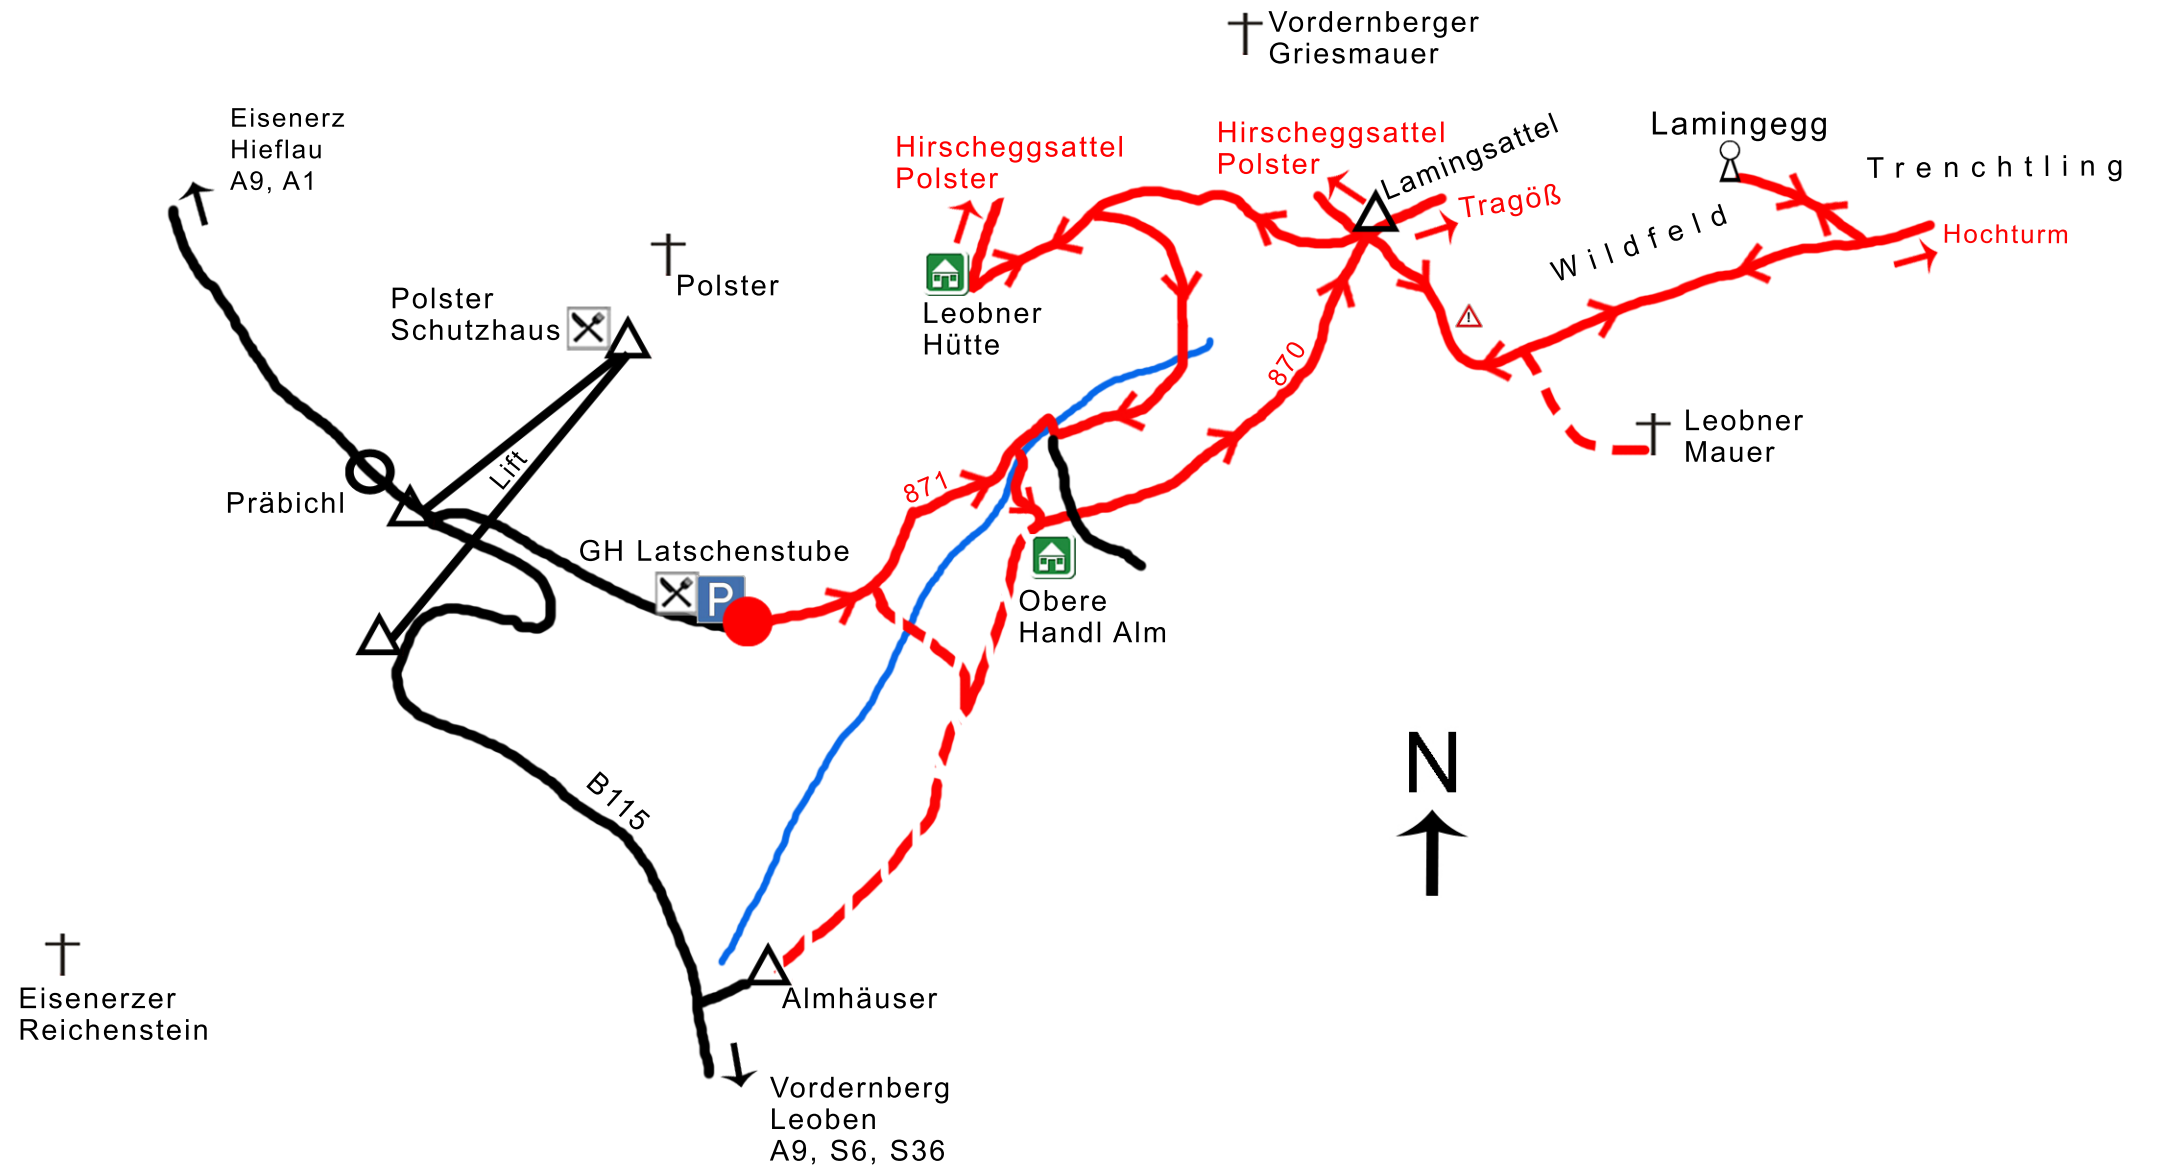 Vordernberger
Griesmauer
Eisenerz
Hieflau
A9, A1
Hirscheggsattel
Polster
Hirscheggsattel
Polster
Lamingsattel
Tragöß
Lamingegg
Trenchtling
Wildfeld
Hochturm
Polster
Polster
Schutzhaus
Leobner
Hütte
870
!
Leobner
Mauer
Lift
Präbichl
871
GH Latschenstube
P
Obere
Handl Alm
N
B115
Eisenerzer
Reichenstein
Almhäuser
Vordernberg
Leoben
A9, S6, S36